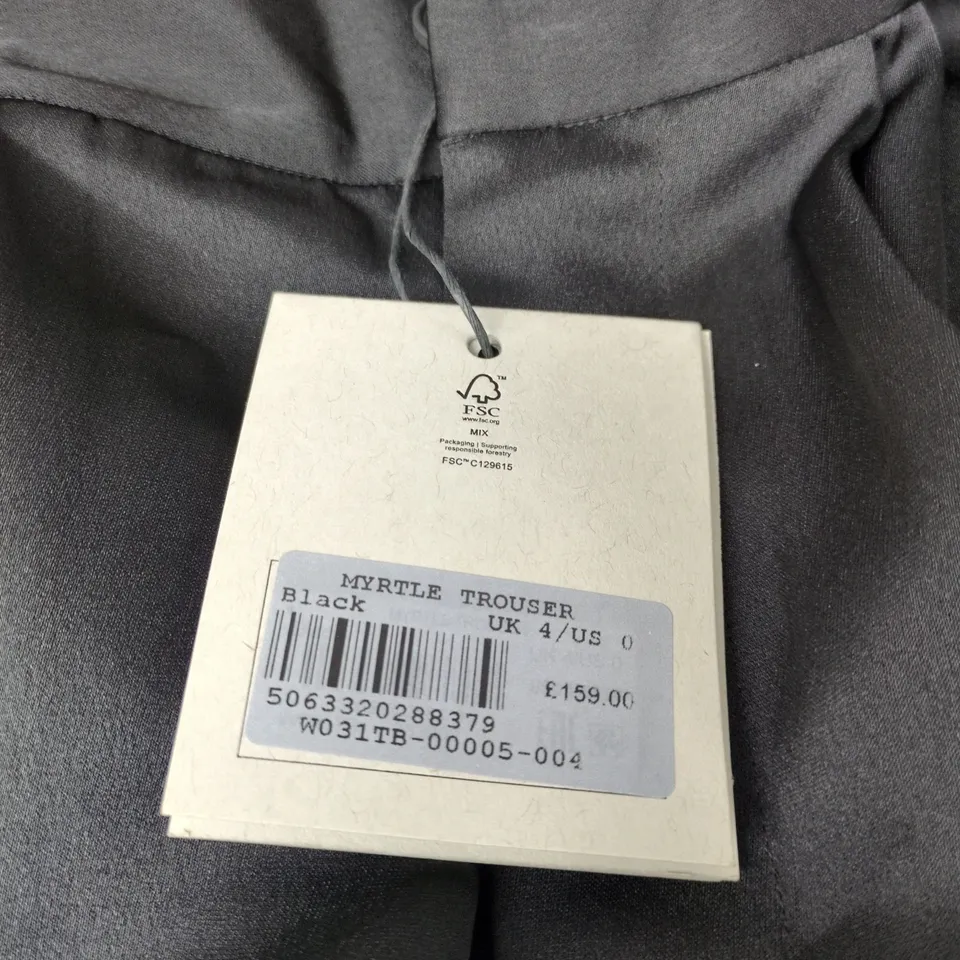 ™
FSC
www.fsc.org
MIX
Packaging | Supporting
responsible forestry
FSC™ C129615
MYRTLE TROUSER
Black UK 4/US 0
£159.00
5063320288379
W031TB-00005-004